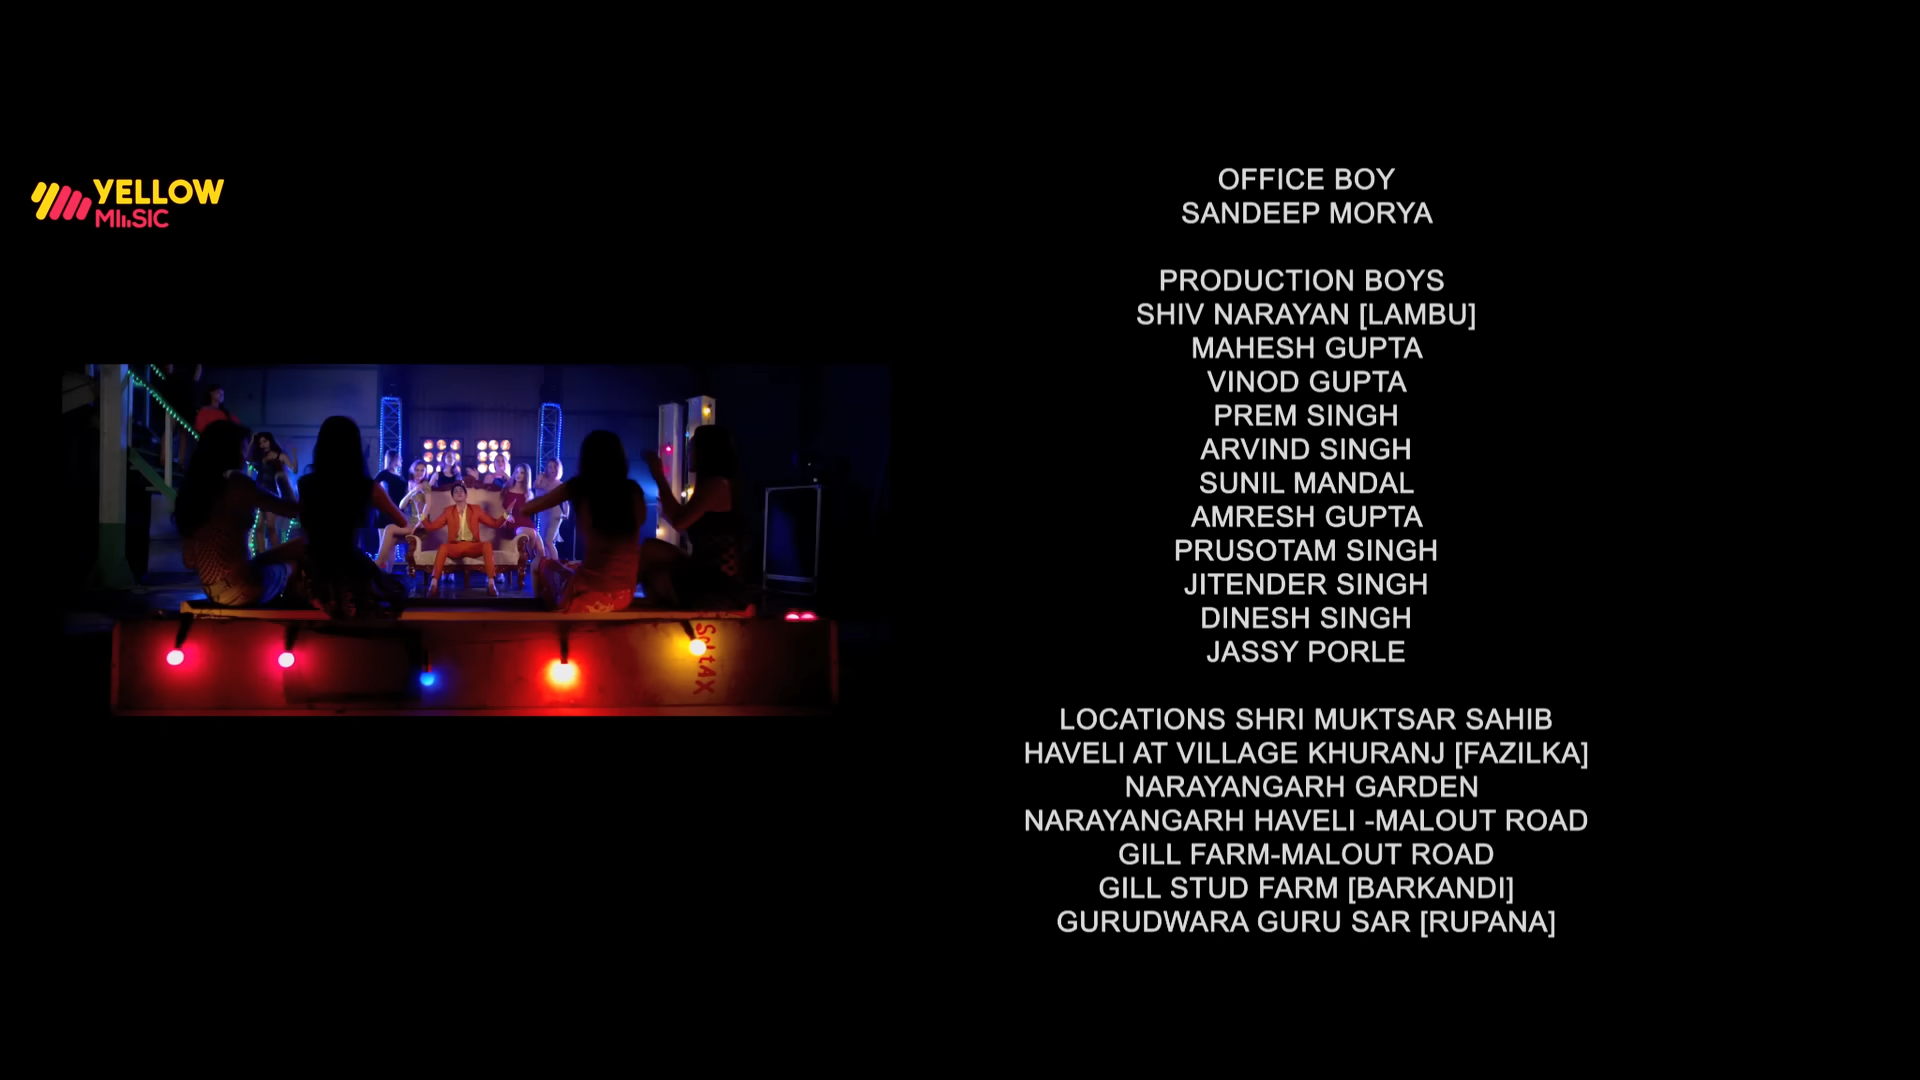 YELLOW
MUSIC
OFFICE BOY
SANDEEP MORYA
PRODUCTION BOYS
SHIV NARAYAN [LAMBU]
MAHESH GUPTA
VINOD GUPTA
PREM SINGH
ARVIND SINGH
SUNIL MANDAL
AMRESH GUPTA
PRUSOTAM SINGH
JITENDER SINGH
DINESH SINGH
JASSY PORLE
LOCATIONS SHRI MUKTSAR SAHIB
HAVELI AT VILLAGE KHURANJ [FAZILKA]
NARAYANGARH GARDEN
NARAYANGARH HAVELI -MALOUT ROAD
GILL FARM-MALOUT ROAD
GILL STUD FARM [BARKANDI]
GURUDWARA GURU SAR [RUPANA]